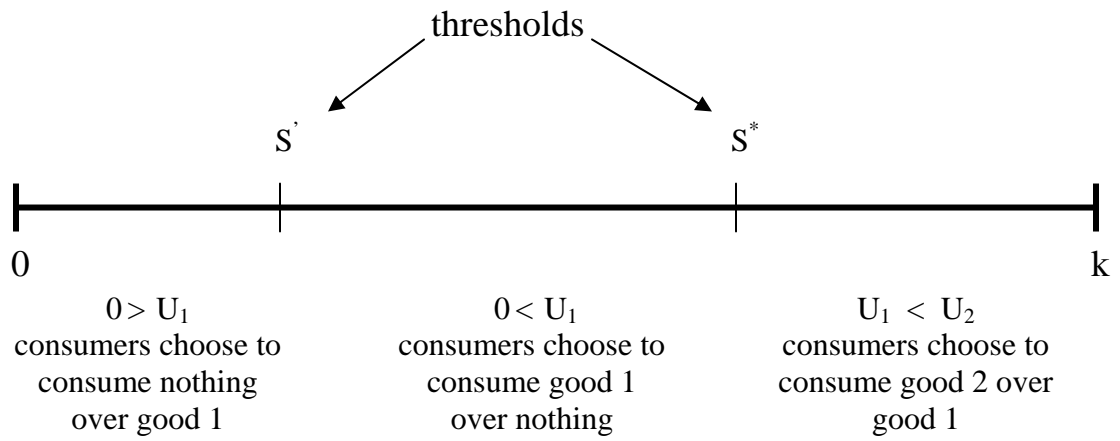 thresholds
S’ S*
0 k
0 > U₁
consumers choose to
consume nothing
over good 1
0 < U₁
consumers choose to
consume good 1
over nothing
U₁ < U₂
consumers choose to
consume good 2 over
good 1